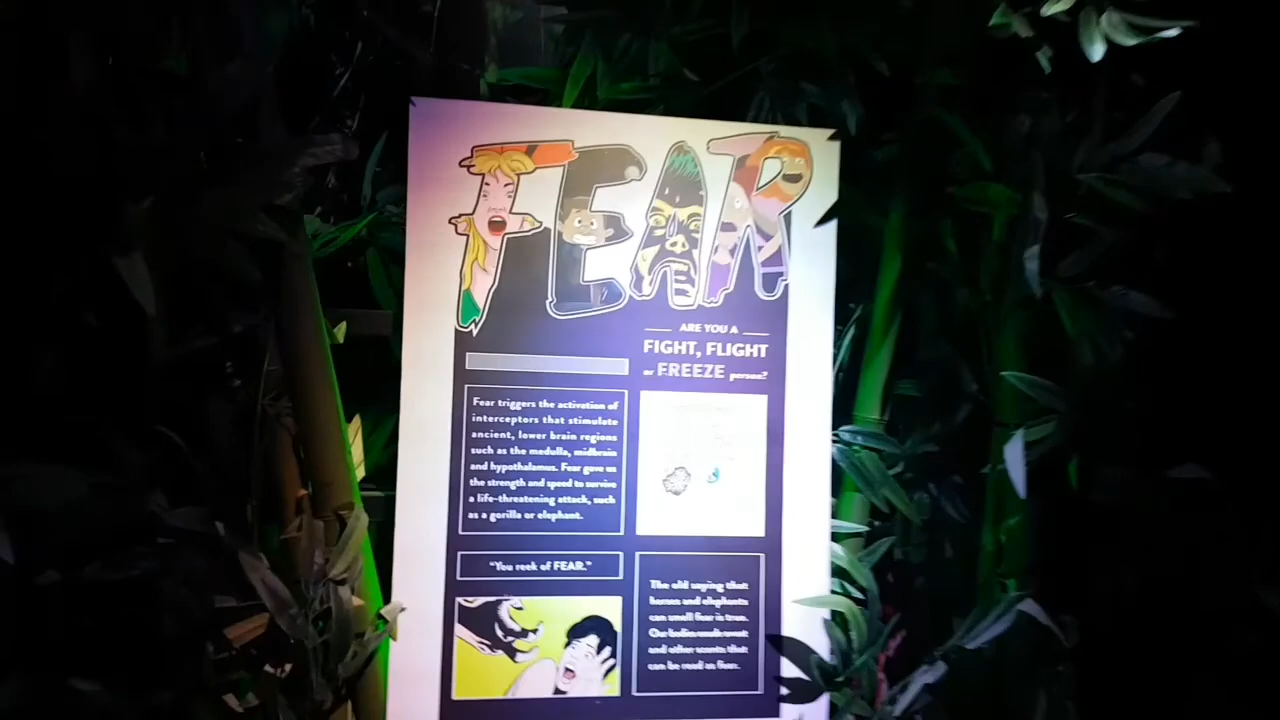 FEAR
ARE YOU A
FIGHT, FLIGHT
or FREEZE person?
Fear triggers the activation of
interceptors that stimulate
ancient, lower brain regions
such as the medulla, midbrain
and hypothalamus. Fear gave us
the strength and speed to survive
a life-threatening attack, such
as a gorilla or elephant.
"You reek of FEAR."
The old saying that
horses and elephants
can smell fear is true.
Our bodies
and other scents that
can be read as fear.